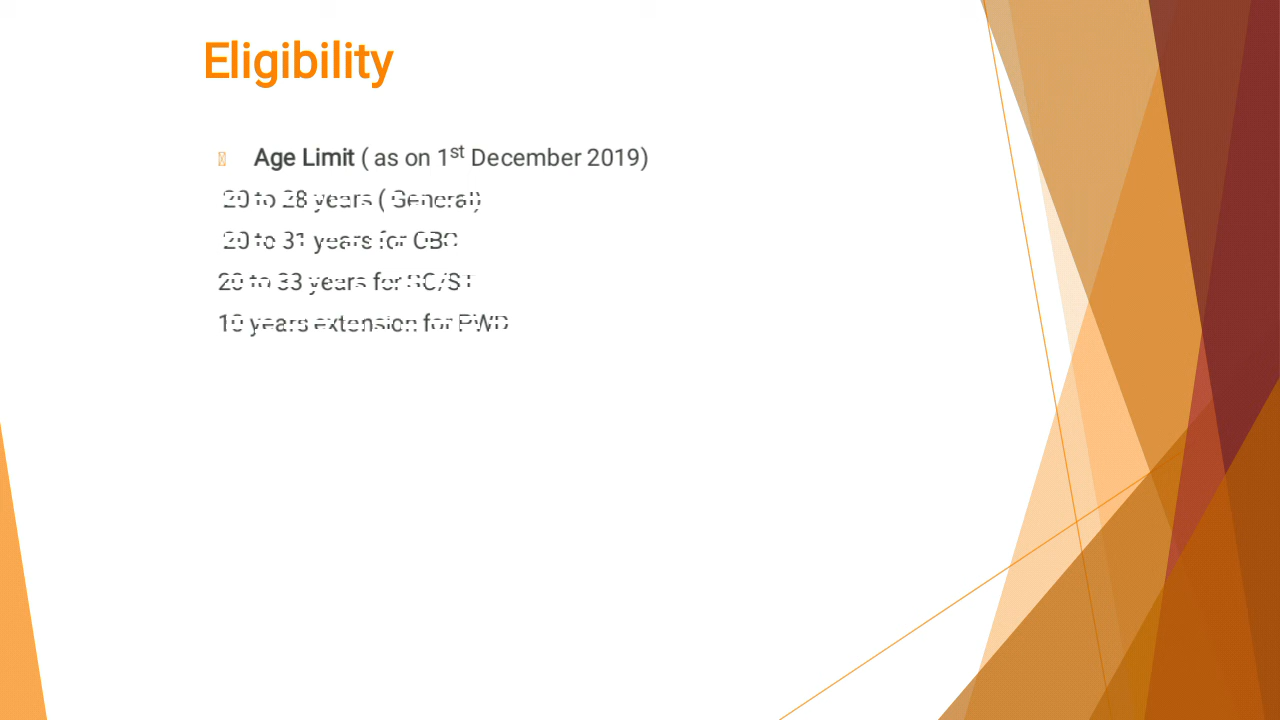 Eligibility
Age Limit ( as on 1st December 2019)
20 to 28 years ( General)
20 to 31 years for OBC
20 to 33 years for SC/ST
10 years extension for PWD